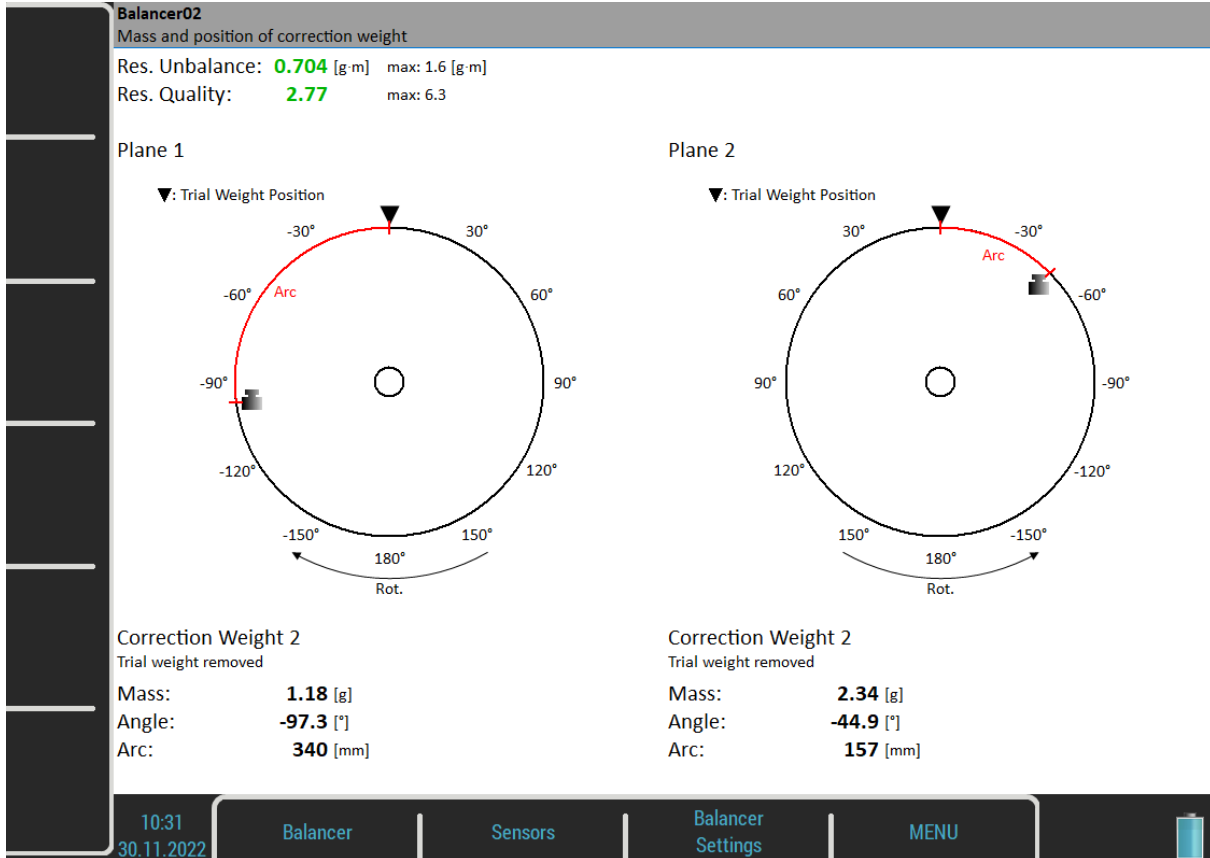 Balancer02
Mass and position of correction weight
Res. Unbalance: 0.704 [g·m] max: 1.6 [g·m]
Res. Quality: 2.77 max: 6.3
Plane 1
▼: Trial Weight Position
-30° 30°
-60° Arc 60°
-90° 90°
-120° 120°
-150° 150°
180°
Rot.
Correction Weight 2
Trial weight removed
Mass: 1.18 [g]
Angle: -97.3 [°]
Arc: 340 [mm]
Plane 2
▼: Trial Weight Position
30° -30°
Arc
60° -60°
90° -90°
120° -120°
150° -150°
180°
Rot.
Correction Weight 2
Trial weight removed
Mass: 2.34 [g]
Angle: -44.9 [°]
Arc: 157 [mm]
10:31
30.11.2022
Balancer
Sensors
Balancer
Settings
MENU